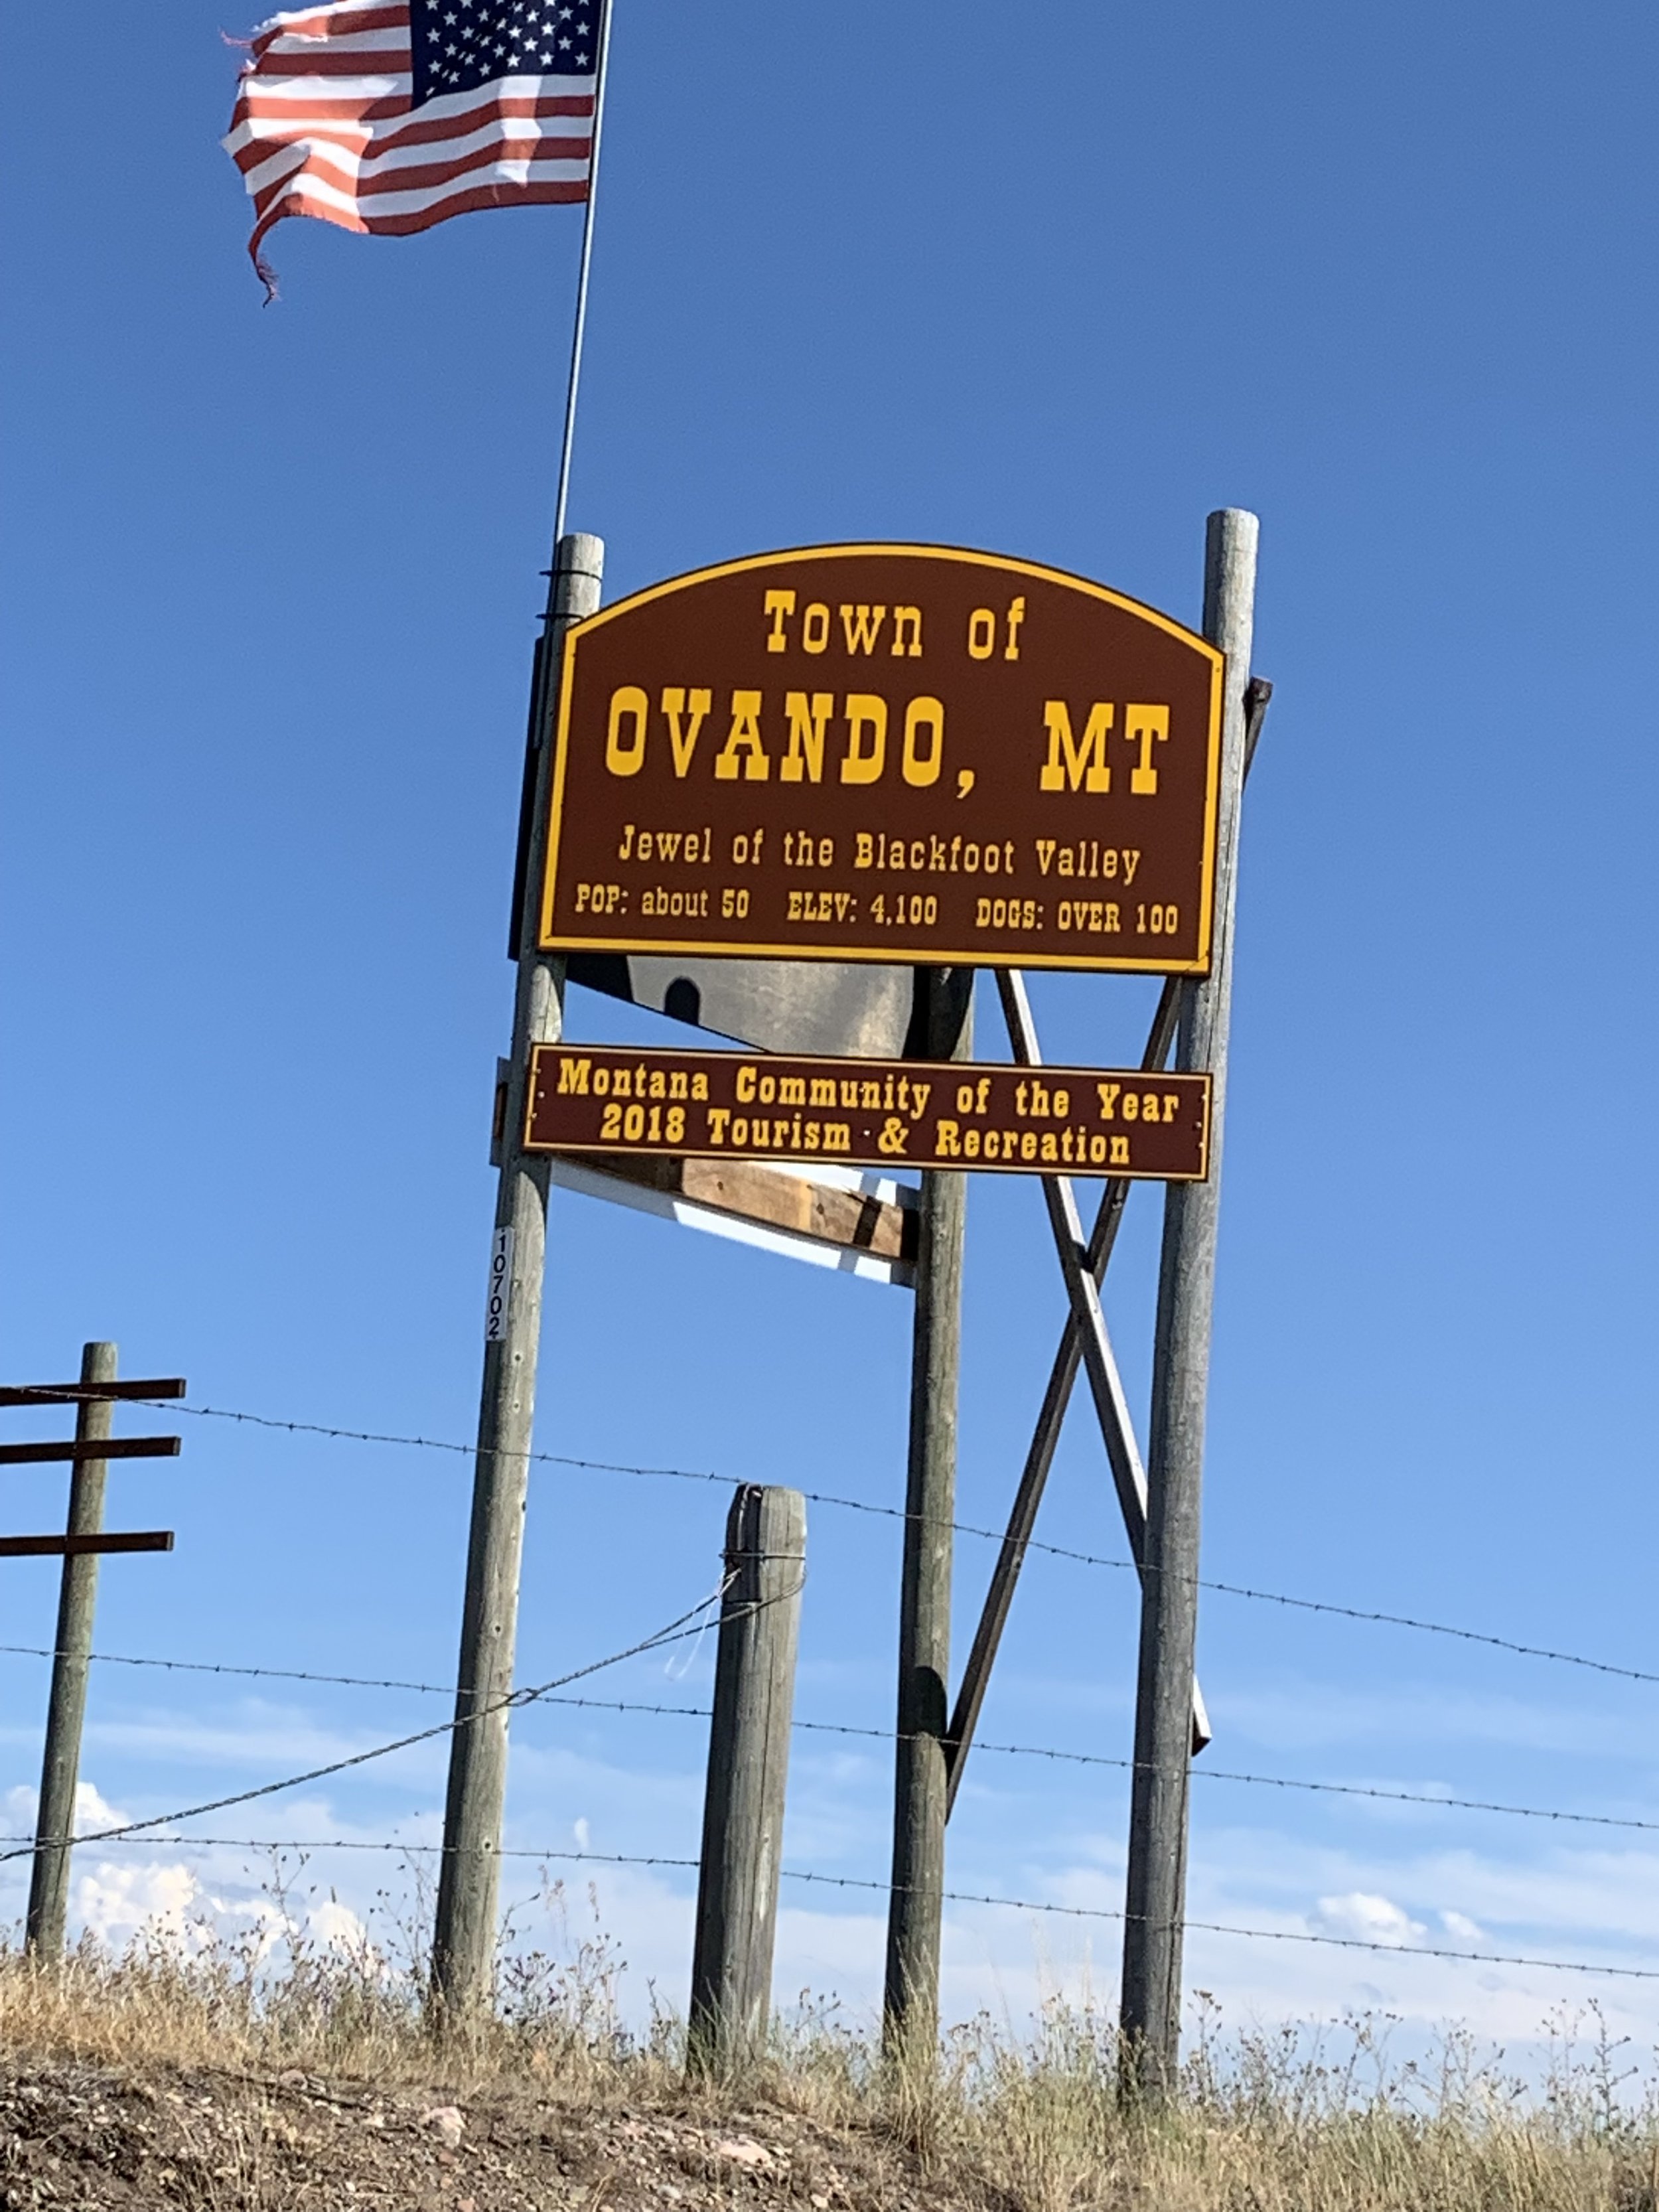 Town of
OVANDO, MT
Jewel of the Blackfoot Valley
POP: about 50 ELEV: 4,100 DOGS: OVER 100
Montana Community of the Year
2018 Tourism & Recreation
10702